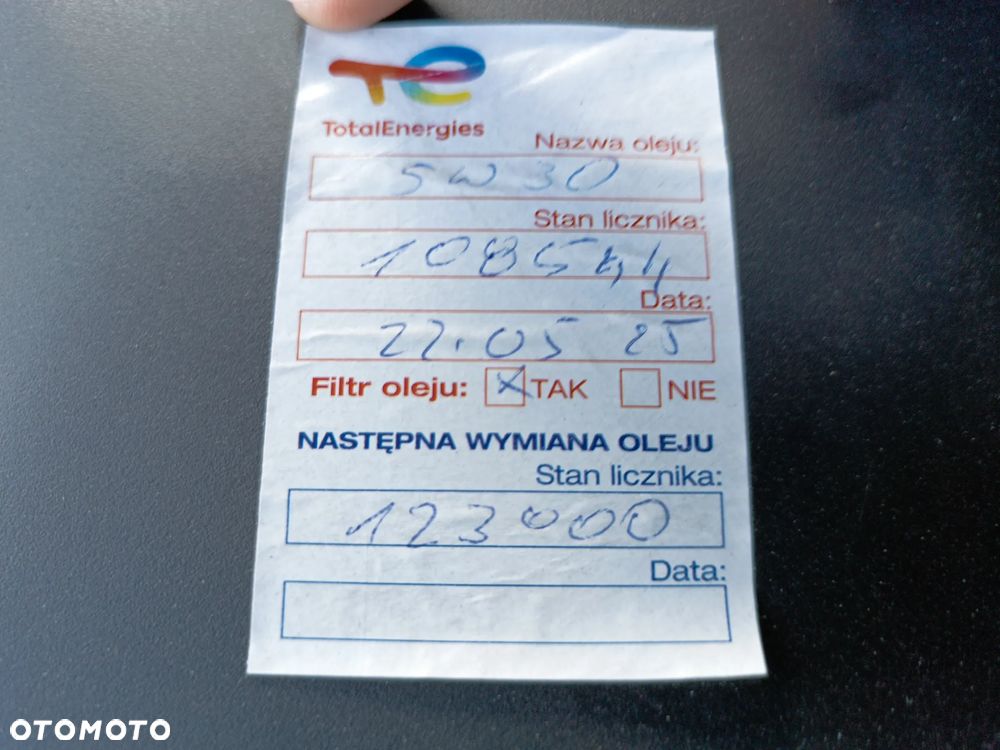 TotalEnergies
Nazwa oleju:
5W30
Stan licznika:
108544
Data:
22.05 25
Filtr oleju: TAK NIE
NASTĘPNA WYMIANA OLEJU
Stan licznika:
123000
Data:
OTOMOTO